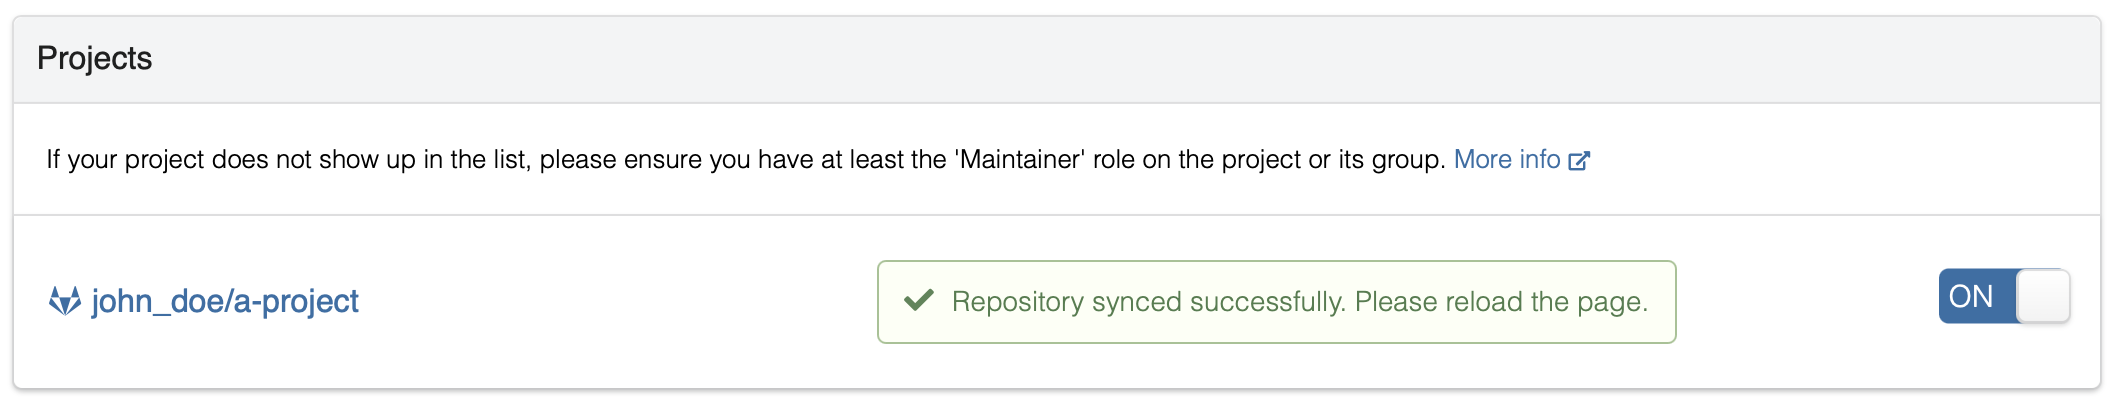 Projects
If your project does not show up in the list, please ensure you have at least the 'Maintainer' role on the project or its group. More info
john_doe/a-project
Repository synced successfully. Please reload the page.
ON